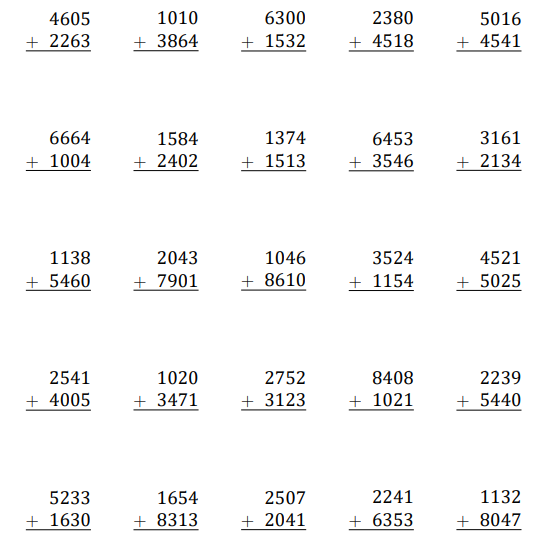 4605 1010 6300 2380 5016
+ 2263 + 3864 + 1532 + 4518 + 4541
6664 1584 1374 6453 3161
+ 1004 + 2402 + 1513 + 3546 + 2134
1138 2043 1046 3524 4521
+ 5460 + 7901 + 8610 + 1154 + 5025
2541 1020 2752 8408 2239
+ 4005 + 3471 + 3123 + 1021 + 5440
5233 1654 2507 2241 1132
+ 1630 + 8313 + 2041 + 6353 + 8047